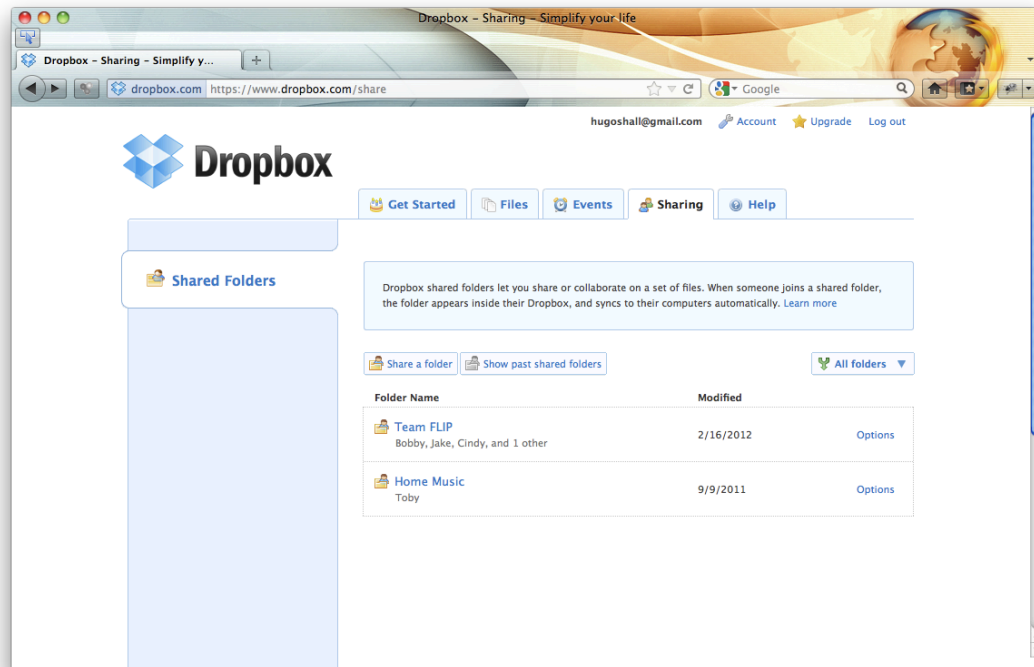 Dropbox – Sharing – Simplify your life
Dropbox – Sharing – Simplify y...
dropbox.com https://www.dropbox.com/share
Google
hugoshall@gmail.com Account Upgrade Log out
Dropbox
Get Started Files Events Sharing Help
Shared Folders
Dropbox shared folders let you share or collaborate on a set of files. When someone joins a shared folder,
the folder appears inside their Dropbox, and syncs to their computers automatically. Learn more
Share a folder Show past shared folders All folders
Folder Name Modified
Team FLIP
Bobby, Jake, Cindy, and 1 other
2/16/2012 Options
Home Music
Toby
9/9/2011 Options